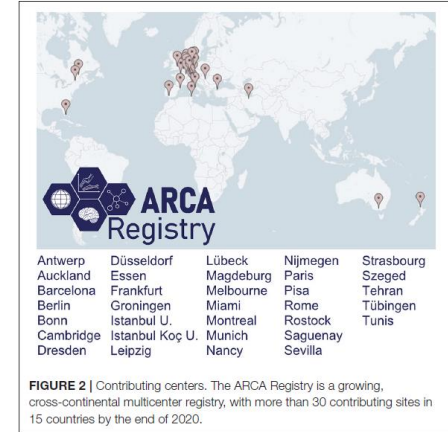 ARCA
Registry
Antwerp Düsseldorf Lübeck Nijmegen Strasbourg
Auckland Essen Magdeburg Paris Szeged
Barcelona Frankfurt Melbourne Pisa Tehran
Berlin Groningen Miami Rome Tübingen
Bonn Istanbul U. Montreal Rostock Tunis
Cambridge Istanbul Koç U. Munich Saguenay
Dresden Leipzig Nancy Sevilla
FIGURE 2 | Contributing centers. The ARCA Registry is a growing,
cross-continental multicenter registry, with more than 30 contributing sites in
15 countries by the end of 2020.